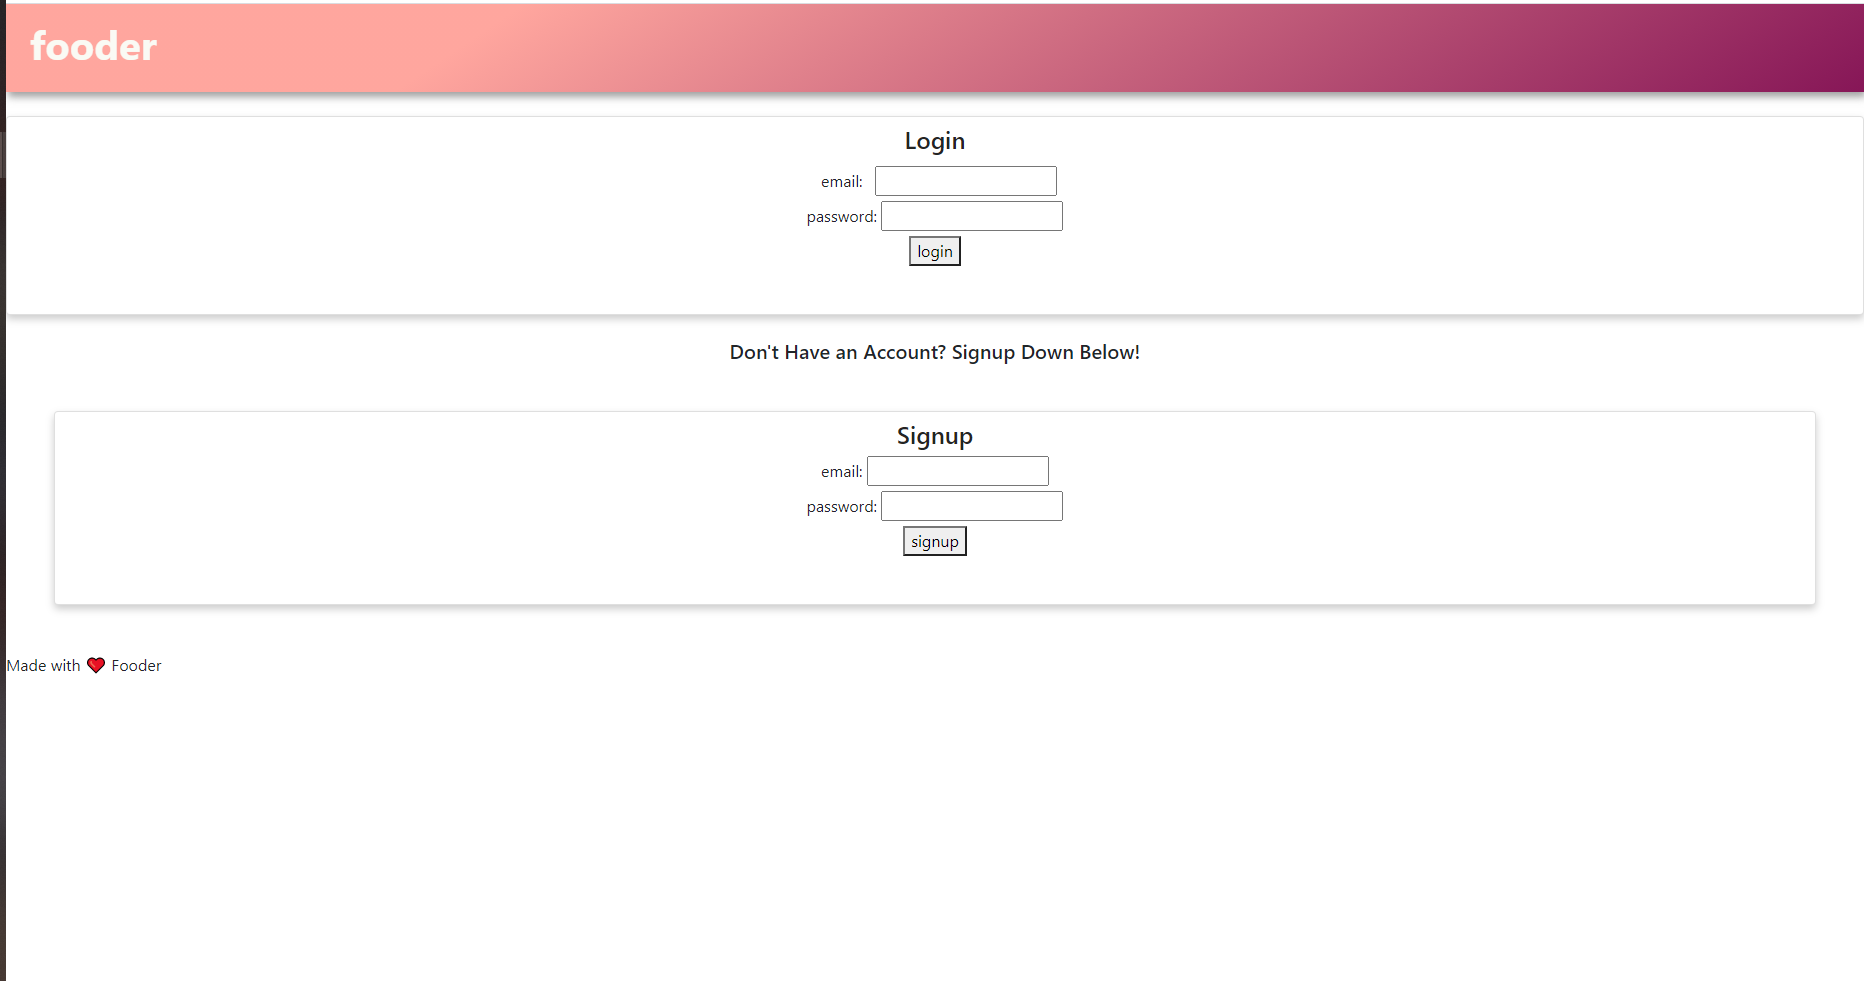 fooder
Login
email:
password:
login
Don't Have an Account? Signup Down Below!
Signup
email:
password:
signup
Made with ❤️ Fooder